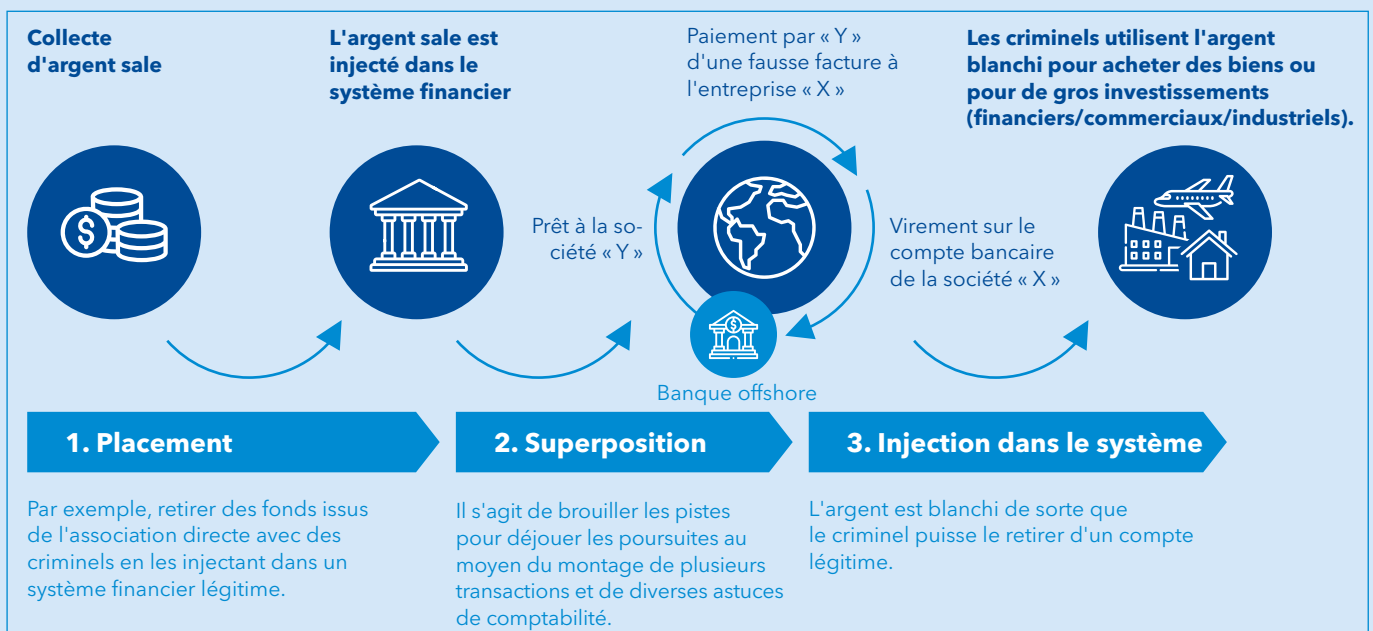 Collecte
d'argent sale
L'argent sale est
injecté dans le
système financier
Paiement par « Y »
d'une fausse facture à
l'entreprise « X »
Les criminels utilisent l'argent
blanchi pour acheter des biens ou
pour de gros investissements
(financiers/commerciaux/industriels).
$
Prêt à la so-
ciété « Y »
Virement sur le
compte bancaire
de la société « X »
$
Banque offshore
1. Placement
2. Superposition
3. Injection dans le système
Par exemple, retirer des fonds issus
de l'association directe avec des
criminels en les injectant dans un
système financier légitime.
Il s'agit de brouiller les pistes
pour déjouer les poursuites au
moyen du montage de plusieurs
transactions et de diverses astuces
de comptabilité.
L'argent est blanchi de sorte que
le criminel puisse le retirer d'un compte
légitime.